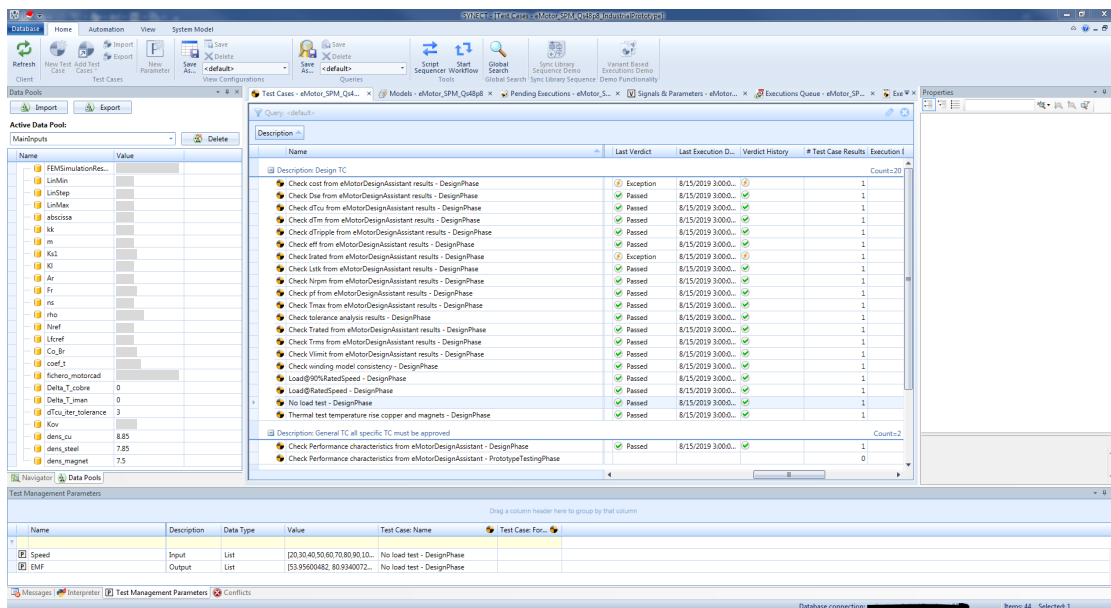 SYNECT - [Test Cases - eMotor_SPM_Qs48p8_IndustrialPrototype]
Database Home Automation View System Model
Refresh New Test Case Add Test Cases Import Export New Parameter Save As... Save Delete <default> Save As... Save Delete <default> Script Sequencer Start Workflow Global Search Sync Library Sequence Demo Variant Based Executions Demo
Client Test Cases View Configurations Queries Tools Global Search Sync Library Sequence Demo Functionality
Data Pools
Import Export
Active Data Pool:
MainInputs Delete
Name Value
FEMSimulationRes...
LinMin
LinStep
LinMax
abscissa
kk
m
Ks1
Kl
Ar
Fr
ns
rho
Nref
Lfcref
Co_Br
coef_t
fichero_motorcad
Delta_T_cobre 0
Delta_T_iman 0
dTcu_iter_tolerance 3
Kov
dens_cu 8.85
dens_steel 7.85
dens_magnet 7.5
Navigator Data Pools
Test Cases - eMotor_SPM_Qs4... Models - eMotor_SPM_Qs48p8 Pending Executions - eMotor_S... Signals & Parameters - eMotor... Executions Queue - eMotor_SP... Exe
Query: <default>
Description
Name Last Verdict Last Execution D... Verdict History # Test Case Results Execution
Description: Design TC Count=20
Check cost from eMotorDesignAssistant results - DesignPhase Exception 8/15/2019 3:00:0... 1
Check Dse from eMotorDesignAssistant results - DesignPhase Passed 8/15/2019 3:00:0... 1
Check dTcu from eMotorDesignAssistant results - DesignPhase Passed 8/15/2019 3:00:0... 1
Check dTm from eMotorDesignAssistant results - DesignPhase Passed 8/15/2019 3:00:0... 1
Check dTripple from eMotorDesignAssistant results - DesignPhase Passed 8/15/2019 3:00:0... 1
Check eff from eMotorDesignAssistant results - DesignPhase Passed 8/15/2019 3:00:0... 1
Check Irated from eMotorDesignAssistant results - DesignPhase Exception 8/15/2019 3:00:0... 1
Check Lstk from eMotorDesignAssistant results - DesignPhase Passed 8/15/2019 3:00:0... 1
Check Nrpm from eMotorDesignAssistant results - DesignPhase Passed 8/15/2019 3:00:0... 1
Check pf from eMotorDesignAssistant results - DesignPhase Passed 8/15/2019 3:00:0... 1
Check Tmax from eMotorDesignAssistant results - DesignPhase Passed 8/15/2019 3:00:0... 1
Check tolerance analysis results - DesignPhase Passed 8/15/2019 3:00:0... 1
Check Trated from eMotorDesignAssistant results - DesignPhase Passed 8/15/2019 3:00:0... 1
Check Trms from eMotorDesignAssistant results - DesignPhase Passed 8/15/2019 3:00:0... 1
Check Vlimit from eMotorDesignAssistant results - DesignPhase Passed 8/15/2019 3:00:0... 1
Check winding model consistency - DesignPhase Passed 8/15/2019 3:00:0... 1
Load@90%RatedSpeed - DesignPhase Passed 8/15/2019 3:00:0... 1
Load@RatedSpeed - DesignPhase Passed 8/15/2019 3:00:0... 1
No load test - DesignPhase Passed 8/15/2019 3:00:0... 1
Thermal test temperature rise copper and magnets - DesignPhase Passed 8/15/2019 3:00:0... 1
Description: General TC all specific TC must be approved Count=2
Check Performance characteristics from eMotorDesignAssistant - DesignPhase Passed 8/15/2019 3:00:0... 1
Check Performance characteristics from eMotorDesignAssistant - PrototypeTestingPhase 0
Properties
Test Management Parameters
Drag a column header here to group by that column
Name Description Data Type Value Test Case: Name Test Case: For...
Speed Input List [20,30,40,50,60,70,80,90,10... No load test - DesignPhase
EMF Output List [53.95600482, 80.9340072... No load test - DesignPhase
Messages Interpreter Test Management Parameters Conflicts
Database connection: Items: 44 Selected: 1